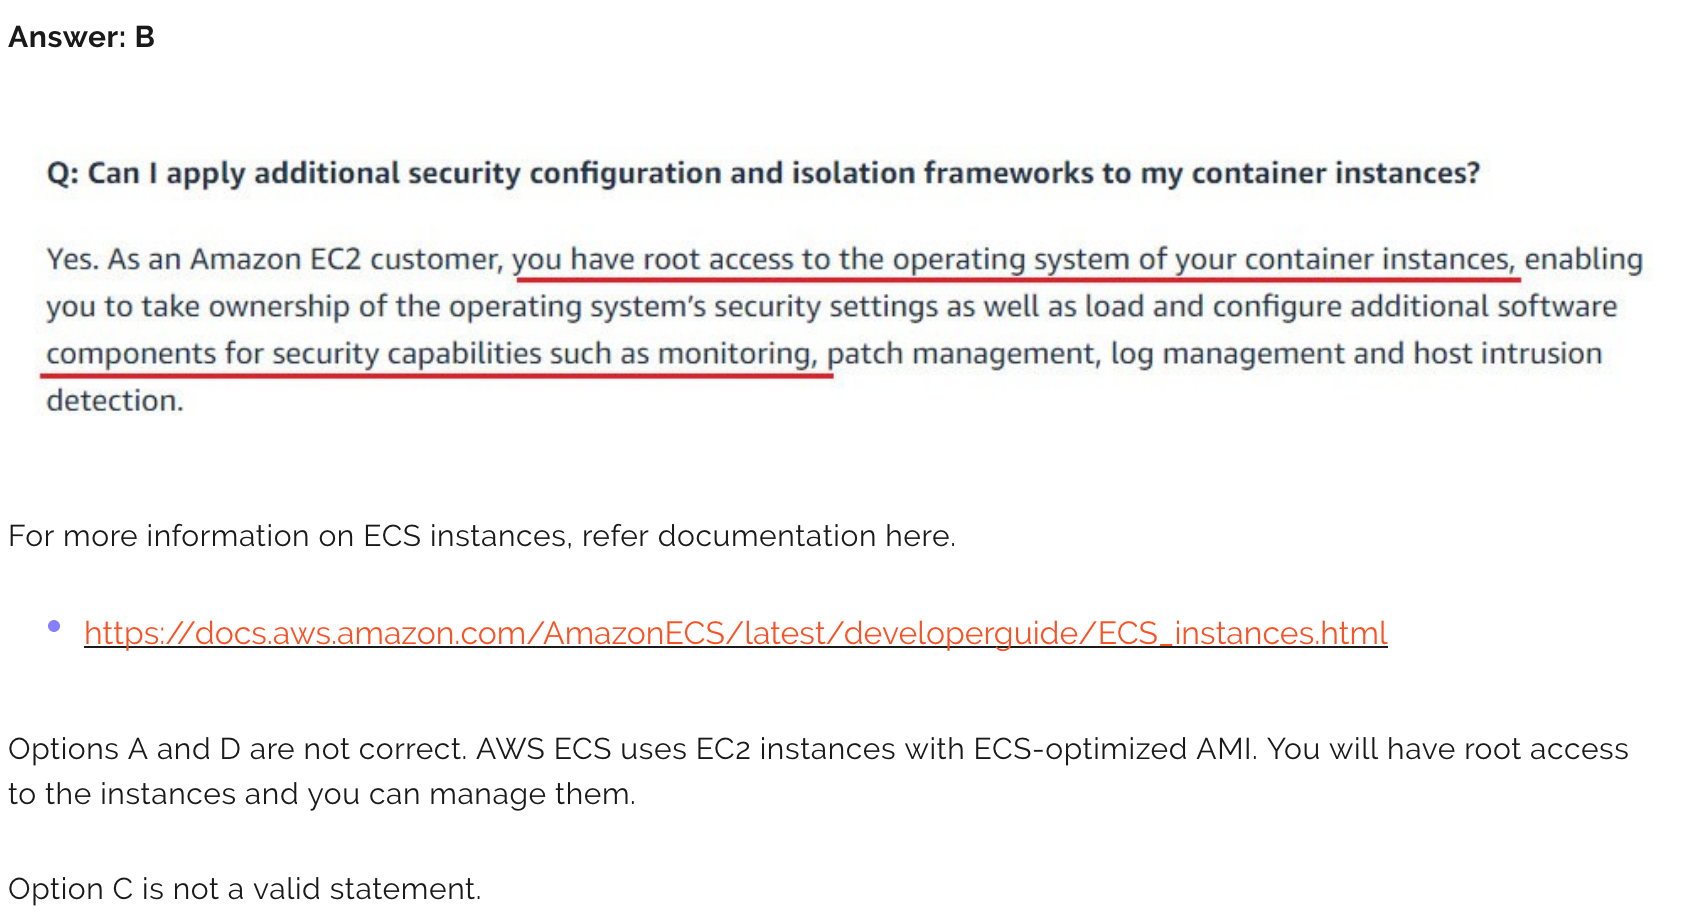 Answer: B
Q: Can I apply additional security configuration and isolation frameworks to my container instances?
Yes. As an Amazon EC2 customer, you have root access to the operating system of your container instances, enabling
you to take ownership of the operating system’s security settings as well as load and configure additional software
components for security capabilities such as monitoring, patch management, log management and host intrusion
detection.
For more information on ECS instances, refer documentation here.
https://docs.aws.amazon.com/AmazonECS/latest/developerguide/ECS_instances.html
Options A and D are not correct. AWS ECS uses EC2 instances with ECS-optimized AMI. You will have root access
to the instances and you can manage them.
Option C is not a valid statement.